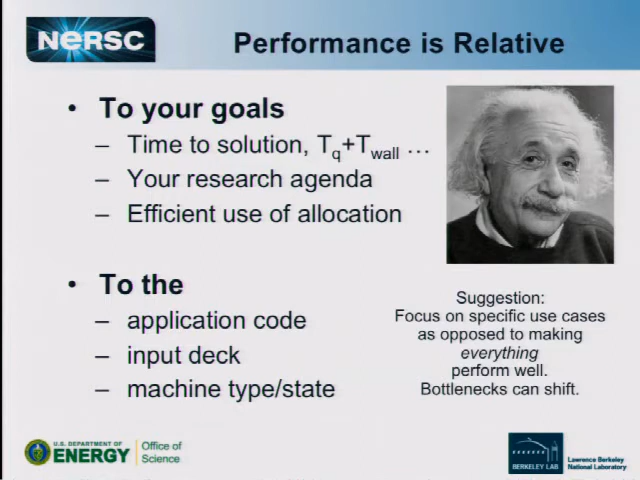 NERSC
Performance is Relative
• To your goals
– Time to solution, Tq+Twall …
– Your research agenda
– Efficient use of allocation
• To the
– application code
– input deck
– machine type/state
Suggestion:
Focus on specific use cases
as opposed to making
everything
perform well.
Bottlenecks can shift.
U.S. DEPARTMENT OF
ENERGY
Office of
Science
BERKELEY LAB
Lawrence Berkeley
National Laboratory